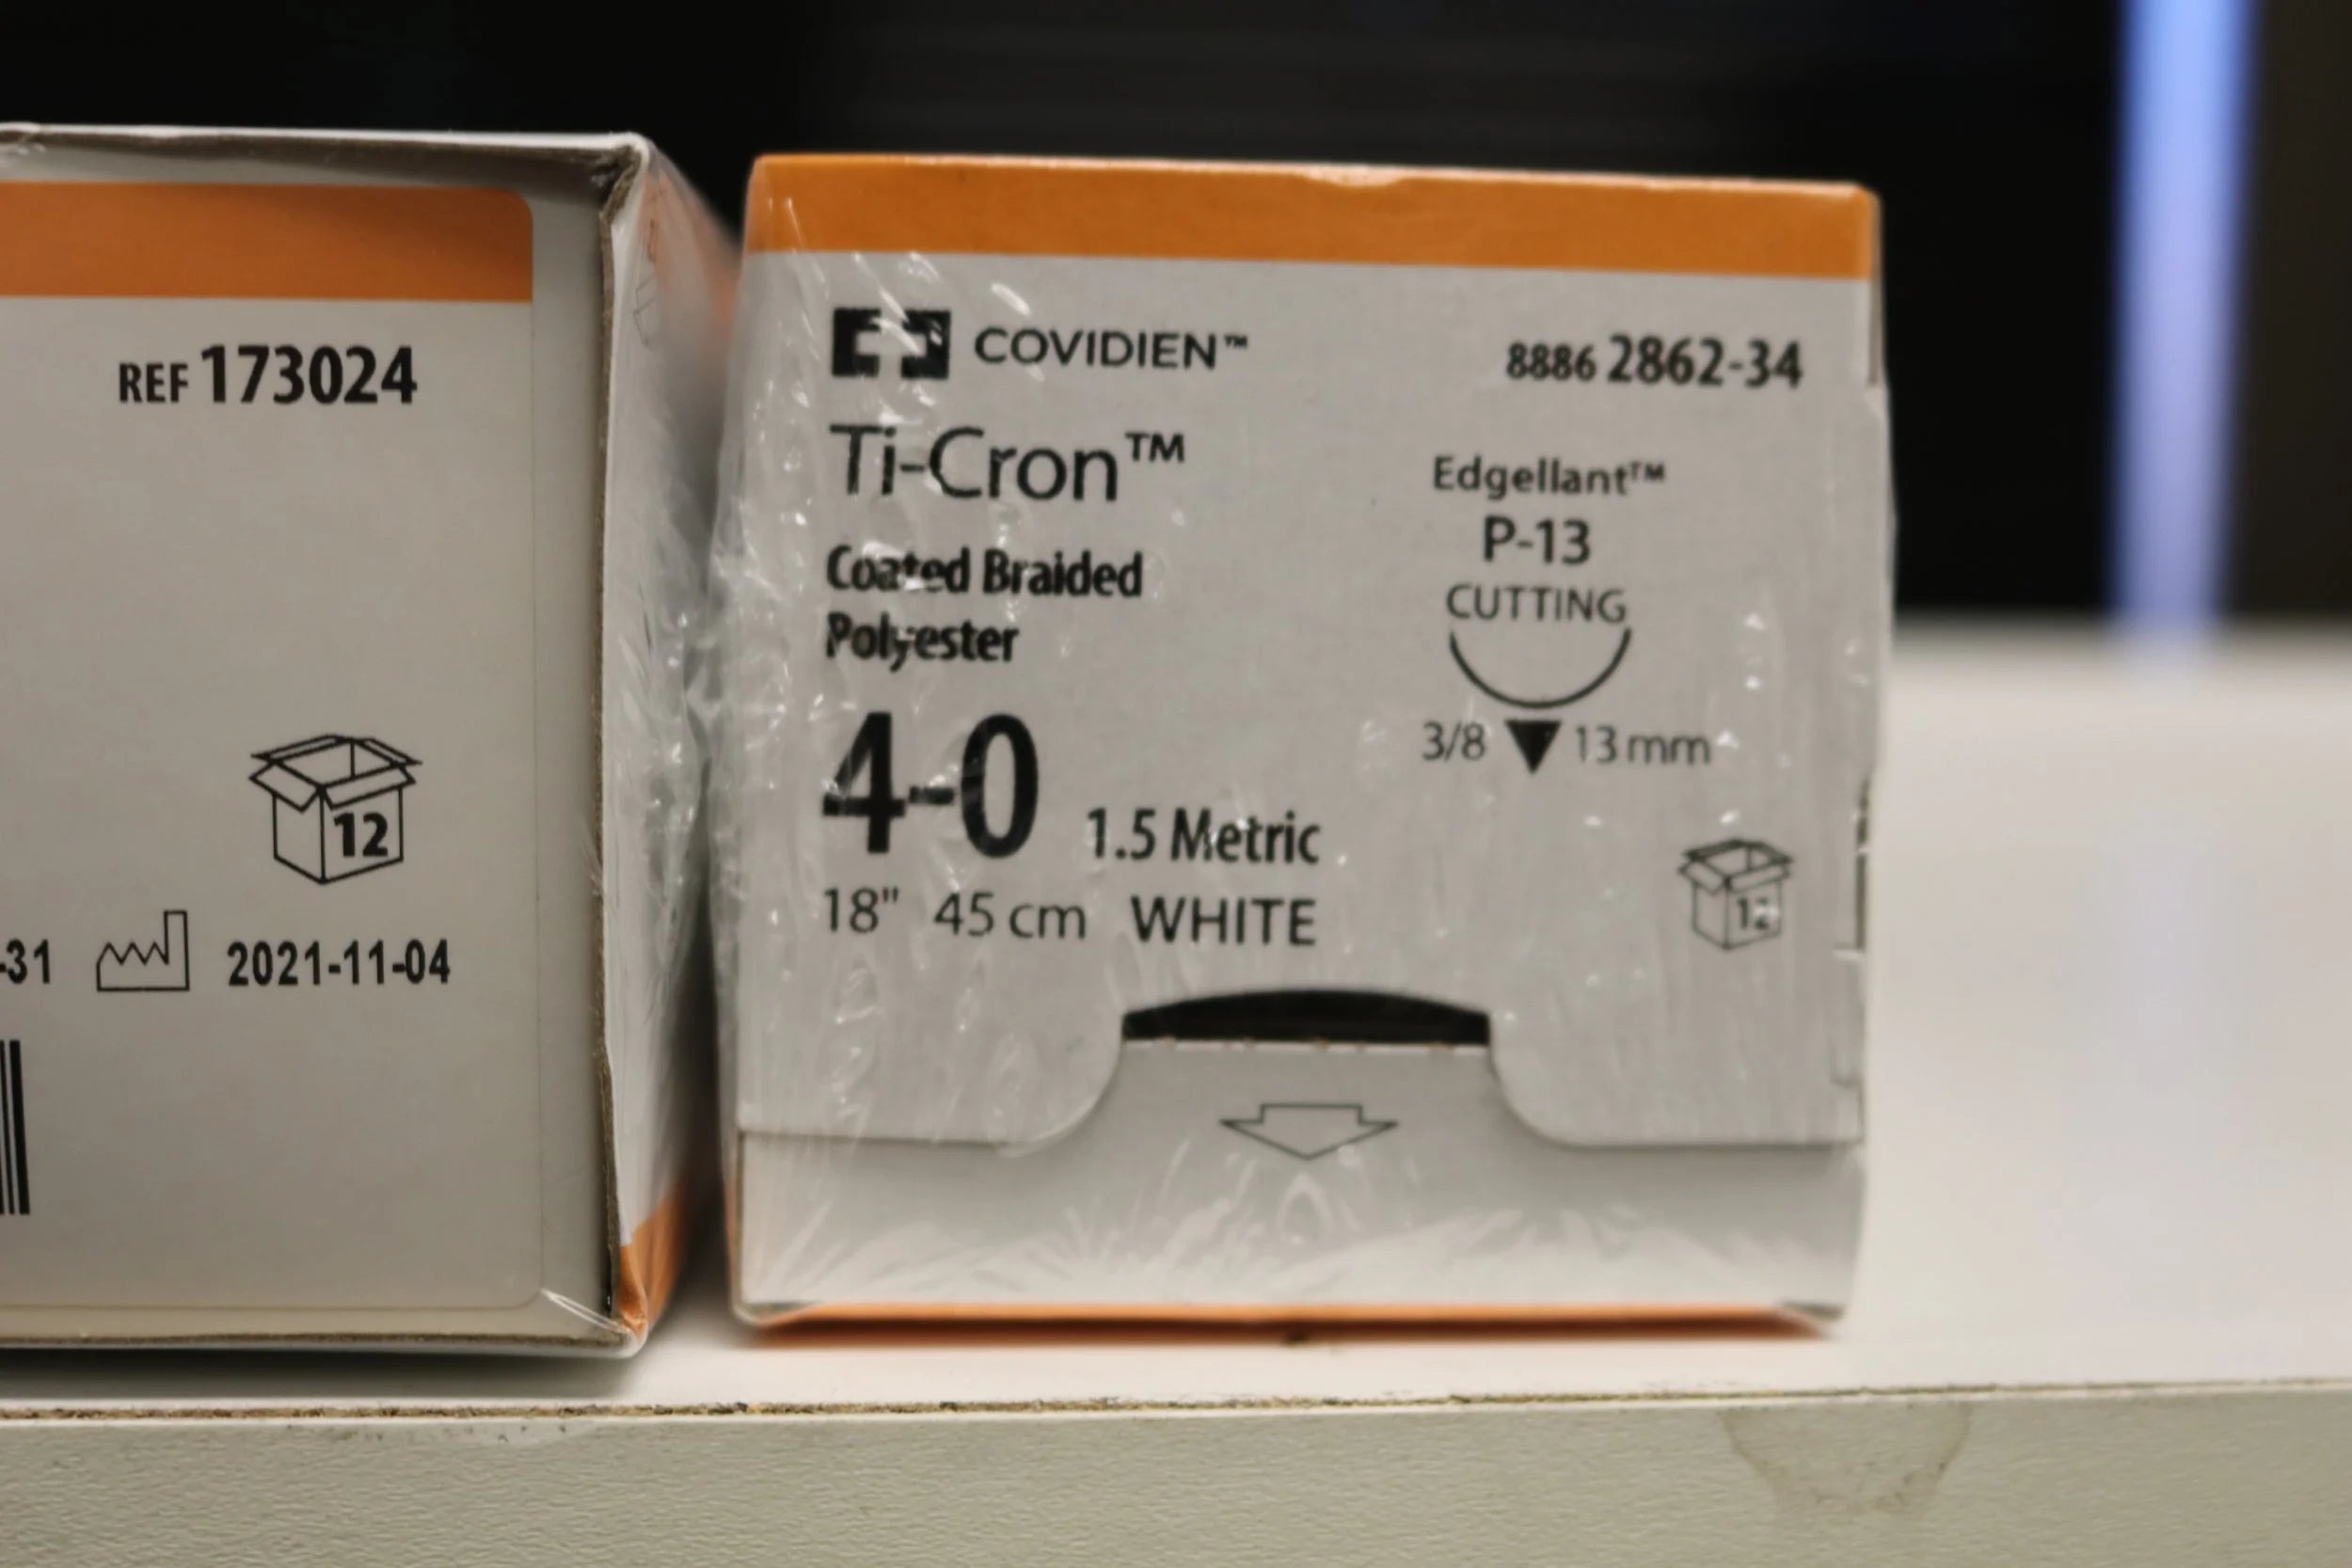 REF 173024
12
-31 2021-11-04
COVIDIEN™
8886 2862-34
Ti-Cron™
Coated Braided
Polyester
4-0 1.5 Metric
18" 45 cm WHITE
Edgellant™
P-13
CUTTING
3/8 13 mm
12